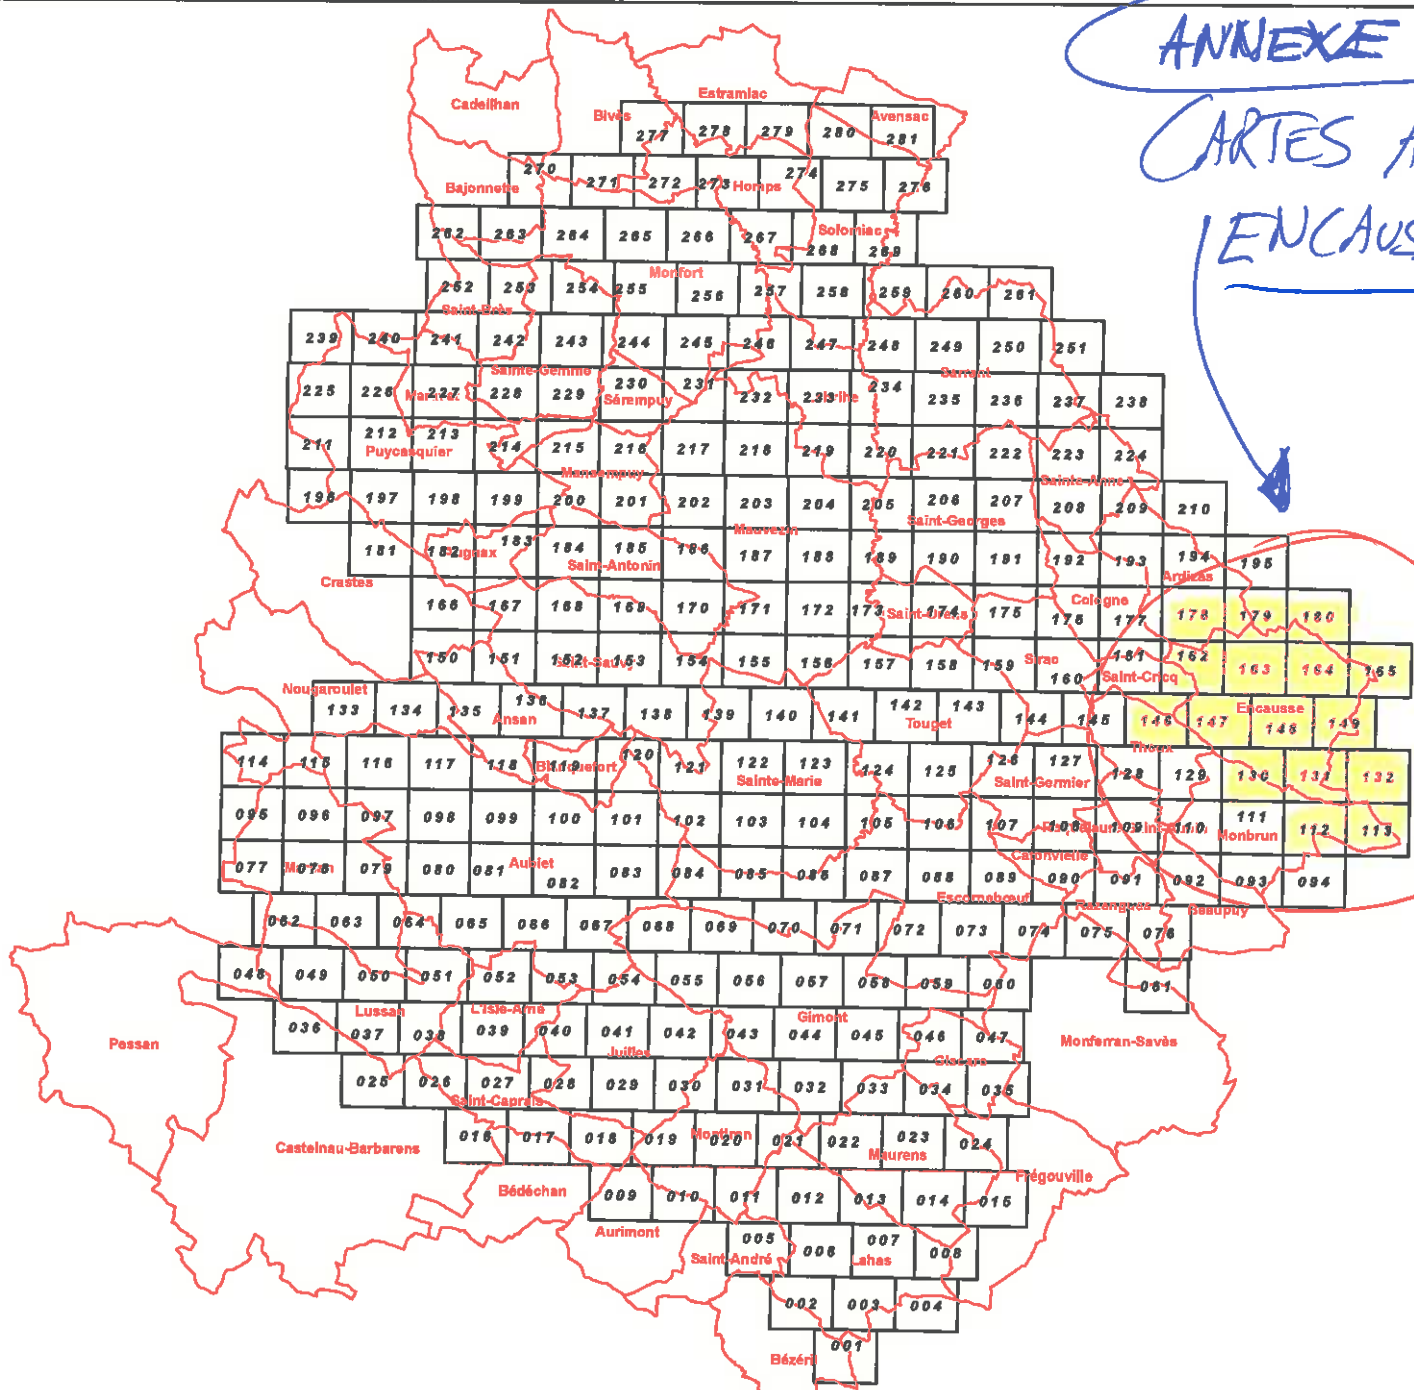 ANNEXE
CARTES A
ENCAUS
Cadeilhan
Estramiac
Bivès
Avensac
277 278 279 280 281
270 271 272 273 Homps 274 275 276
Bajonnette
262 263 264 265 266 267 268 269
Solomiac
Monfort
252 253 254 255 256 257 258 259 260 261
Saint-Brès
239 240 241 242 243 244 245 246 247 248 249 250 251
Sainte-Gemme
Sarrant
225 226 227 228 229 230 231 232 233 234 235 236 237 238
Sérempuy
211 212 213 214 215 216 217 218 219 220 221 222 223 224
Puycasquier
Mansempuy
Sainte-Anne
196 197 198 199 200 201 202 203 204 205 206 207 208 209 210
Mauvezin
Saint-Georges
181 182 183 184 185 186 187 188 189 190 191 192 193 194 195
Saint-Antonin
Ardizas
Crastes
Cologne
166 167 168 169 170 171 172 173 174 175 176 177 178 179 180
150 151 152 153 154 155 156 157 158 159 160 161 162 163 164 165
Sirac
Saint-Cricq
Nougaroulet
Encausse
133 134 135 136 137 138 139 140 141 142 143 144 145 146 147 148 149
Ansan
Touget
Thoux
114 115 116 117 118 119 120 121 122 123 124 125 126 127 128 129 130 131 132
Blanquefort
Sainte-Marie
Saint-Germier
095 096 097 098 099 100 101 102 103 104 105 106 107 108 109 110 111 112 113
Monbrun
Catonvielle
077 078 079 080 081 082 083 084 085 086 087 088 089 090 091 092 093 094
Aubiet
Escorneboeuf
Razengues
Beaupuy
062 063 064 065 066 067 068 069 070 071 072 073 074 075 076
048 049 050 051 052 053 054 055 056 057 058 059 060 061
Lussan
L'Isle-Arné
Gimont
036 037 038 039 040 041 042 043 044 045 046 047
Pessan
Juilles
Giscaro
Monferran-Savès
025 026 027 028 029 030 031 032 033 034 035
Saint-Caprais
016 017 018 019 020 021 022 023 024
Montiron
Maurens
Castelnau-Barbarens
Frégouville
Bédéchan
009 010 011 012 013 014 015
Aurimont
005 006 007 008
Saint-André
Lahas
002 003 004
001
Bézéril